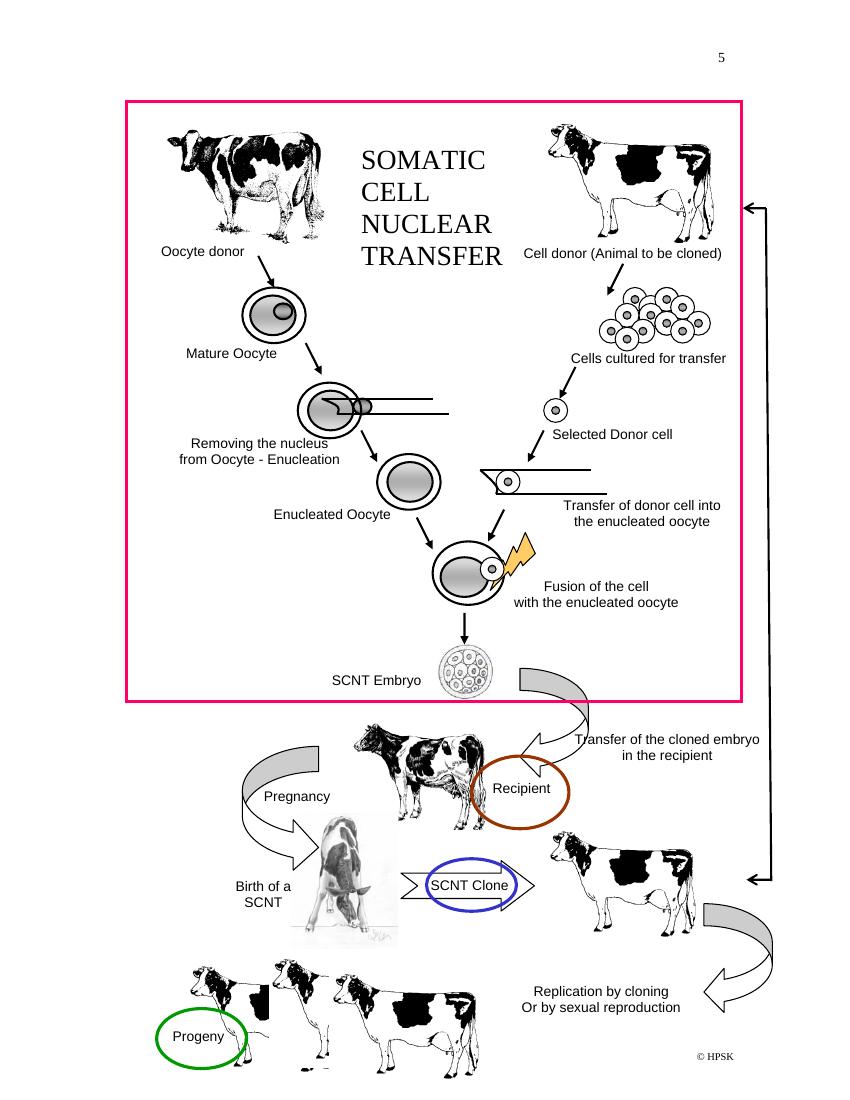 5
SOMATIC
CELL
NUCLEAR
TRANSFER
Oocyte donor
Cell donor (Animal to be cloned)
Mature Oocyte
Cells cultured for transfer
Removing the nucleus
from Oocyte - Enucleation
Selected Donor cell
Enucleated Oocyte
Transfer of donor cell into
the enucleated oocyte
Fusion of the cell
with the enucleated oocyte
SCNT Embryo
Transfer of the cloned embryo
in the recipient
Recipient
Pregnancy
Birth of a
SCNT
SCNT Clone
Replication by cloning
Or by sexual reproduction
Progeny
© HPSK